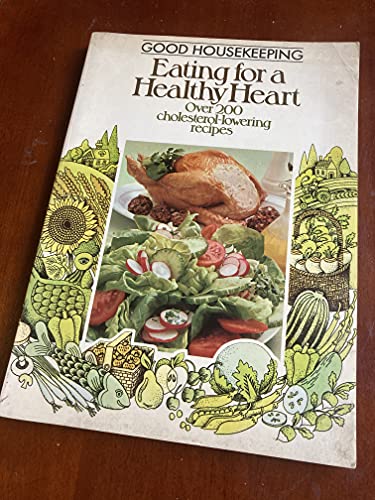 GOOD HOUSEKEEPING
Eating for a
Healthy Heart
Over 200
cholesterol-lowering
recipes